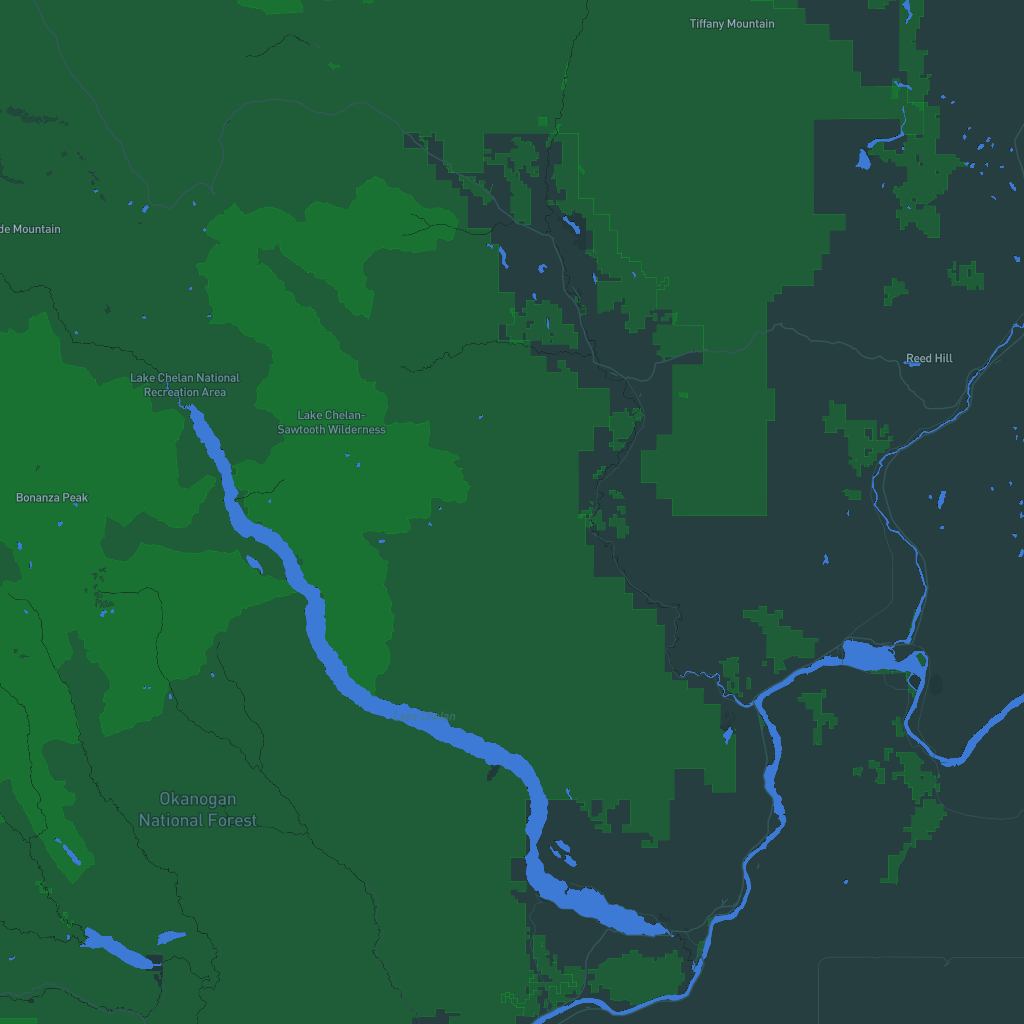 Tiffany Mountain
de Mountain
Reed Hill
Lake Chelan National
Recreation Area
Lake Chelan-
Sawtooth Wilderness
Bonanza Peak
Okanogan
National Forest